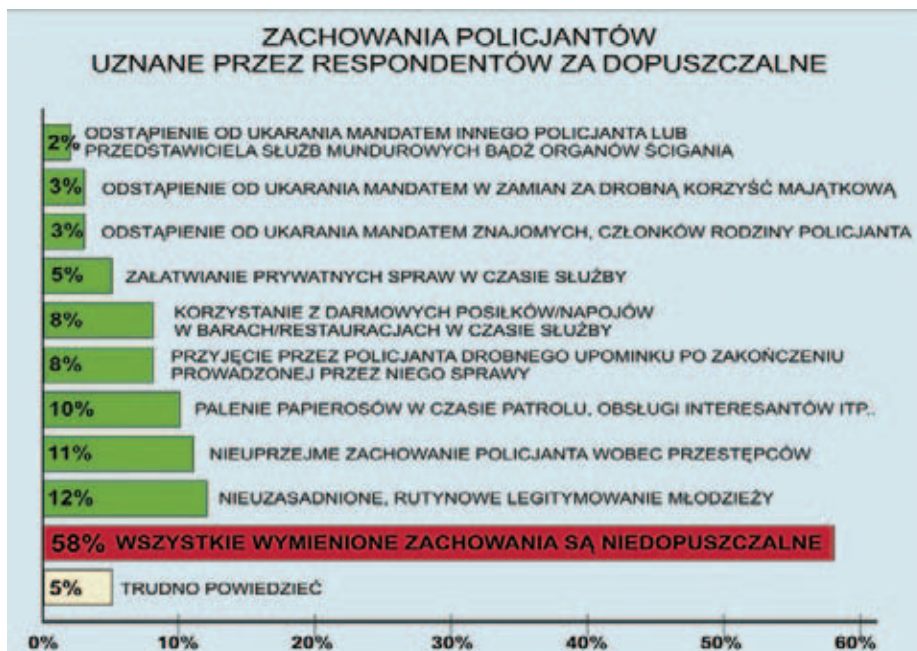 ZACHOWANIA POLICJANTÓW
UZNANE PRZEZ RESPONDENTÓW ZA DOPUSZCZALNE
2% ODSTĄPIENIE OD UKARANIA MANDATEM INNEGO POLICJANTA LUB
PRZEDSTAWICIELA SŁUŻB MUNDUROWYCH BĄDŹ ORGANÓW ŚCIGANIA
3% ODSTĄPIENIE OD UKARANIA MANDATEM W ZAMIAN ZA DROBNĄ KORZYŚĆ MAJĄTKOWĄ
3% ODSTĄPIENIE OD UKARANIA MANDATEM ZNAJOMYCH, CZŁONKÓW RODZINY POLICJANTA
5% ZAŁATWIANIE PRYWATNYCH SPRAW W CZASIE SŁUŻBY
8% KORZYSTANIE Z DARMOWYCH POSIŁKÓW/NAPOJÓW
W BARACH/RESTAURACJACH W CZASIE SŁUŻBY
8% PRZYJĘCIE PRZEZ POLICJANTA DROBNEGO UPOMINKU PO ZAKOŃCZENIU
PROWADZONEJ PRZEZ NIEGO SPRAWY
10% PALENIE PAPIEROSÓW W CZASIE PATROLU, OBSŁUGI INTERESANTÓW ITP..
11% NIEUPRZEJME ZACHOWANIE POLICJANTA WOBEC PRZESTĘPCÓW
12% NIEUZASADNIONE, RUTYNOWE LEGITYMOWANIE MŁODZIEŻY
58% WSZYSTKIE WYMIENIONE ZACHOWANIA SĄ NIEDOPUSZCZALNE
5% TRUDNO POWIEDZIEĆ
0% 10% 20% 30% 40% 50% 60%